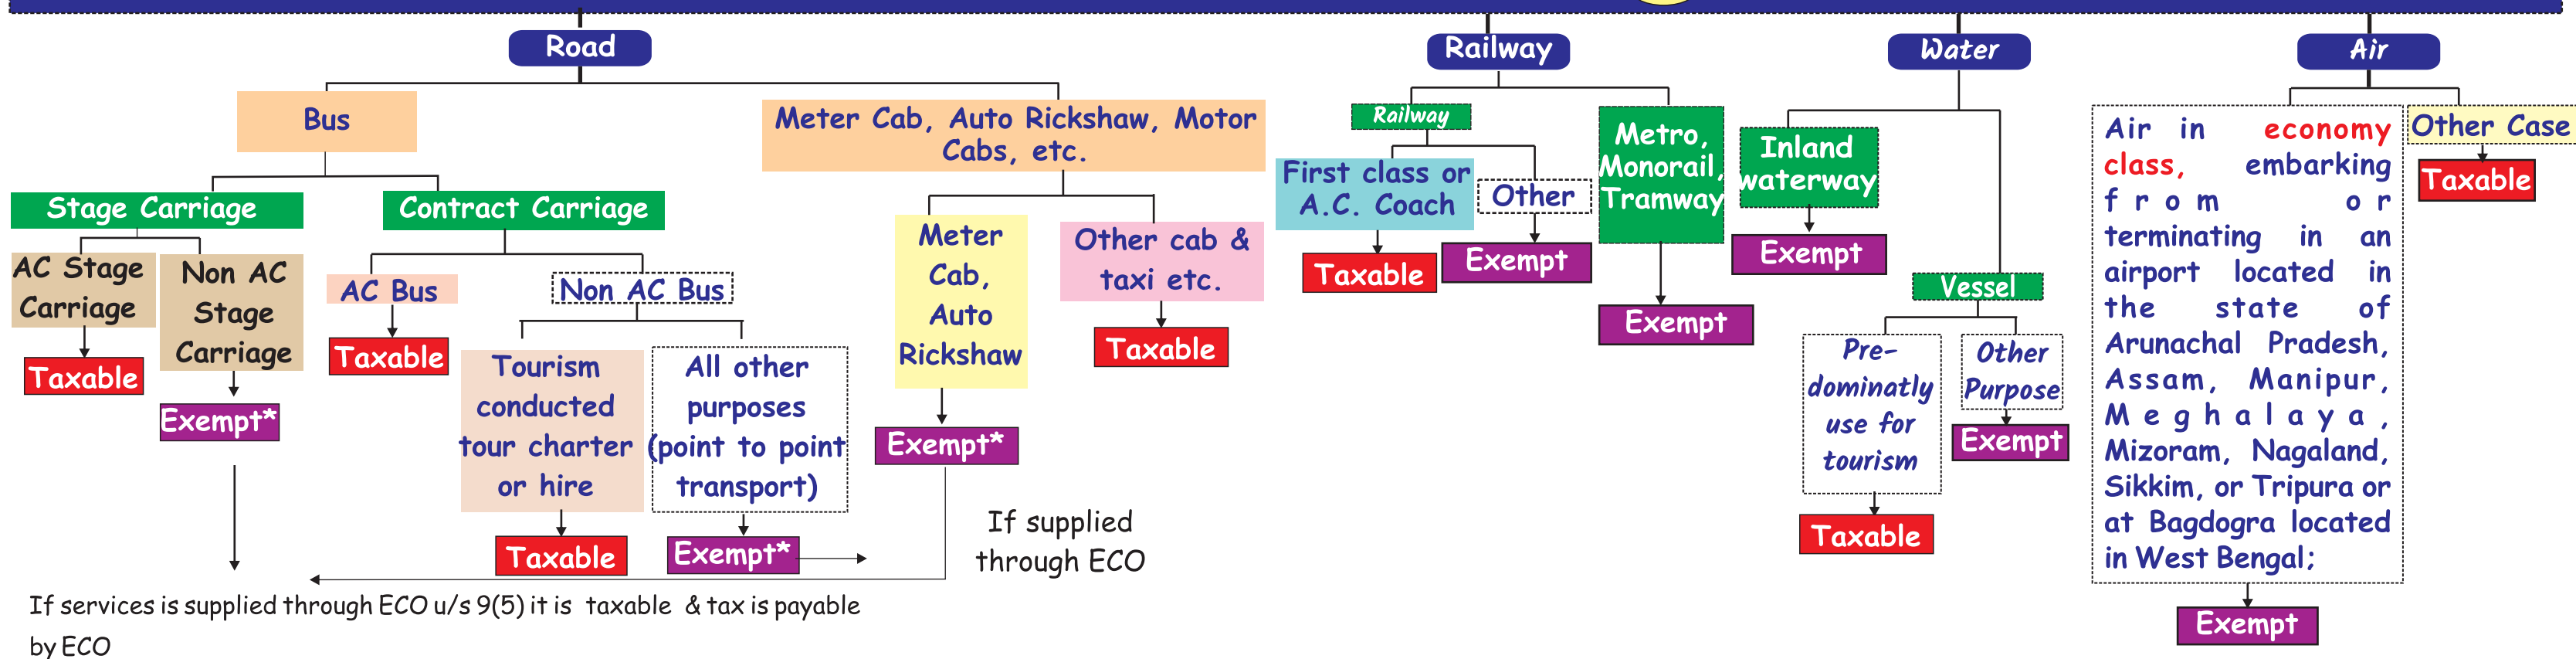 Road
Railway
Water
Air
Bus
Meter Cab, Auto Rickshaw, Motor
Cabs, etc.
Stage Carriage
Contract Carriage
AC Stage
Carriage
Taxable
Non AC
Stage
Carriage
Exempt*
AC Bus
Taxable
Non AC Bus
Tourism
conducted
tour charter
or hire
Taxable
All other
purposes
(point to point
transport)
Exempt*
Meter
Cab,
Auto
Rickshaw
Exempt*
Other cab &
taxi etc.
Taxable
If supplied
through ECO
If services is supplied through ECO u/s 9(5) it is taxable & tax is payable
by ECO
Railway
First class or
A.C. Coach
Taxable
Other
Exempt
Metro,
Monorail,
Tramway
Exempt
Inland
waterway
Exempt
Vessel
Pre-
dominatly
use for
tourism
Taxable
Other
Purpose
Exempt
Air in economy
class, embarking
from or
terminating in an
airport located in
the state of
Arunachal Pradesh,
Assam, Manipur,
Meghalaya,
Mizoram, Nagaland,
Sikkim, or Tripura or
at Bagdogra located
in West Bengal;
Exempt
Other Case
Taxable